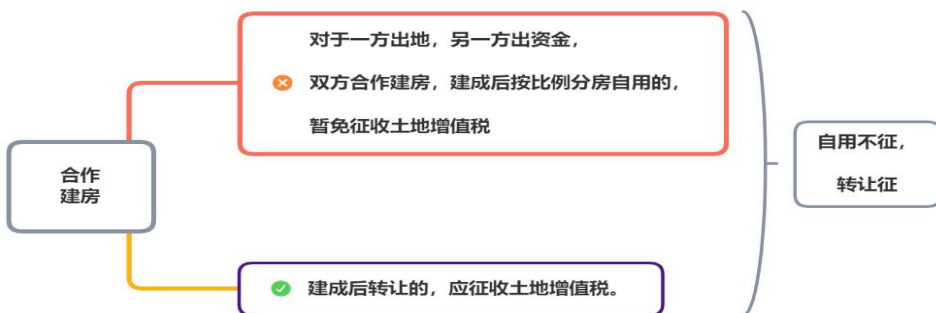 对于一方出地，另一方出资金，
双方合作建房，建成后按比例分房自用的，
暂免征收土地增值税
合作
建房
自用不征，
转让征
建成后转让的，应征收土地增值税。